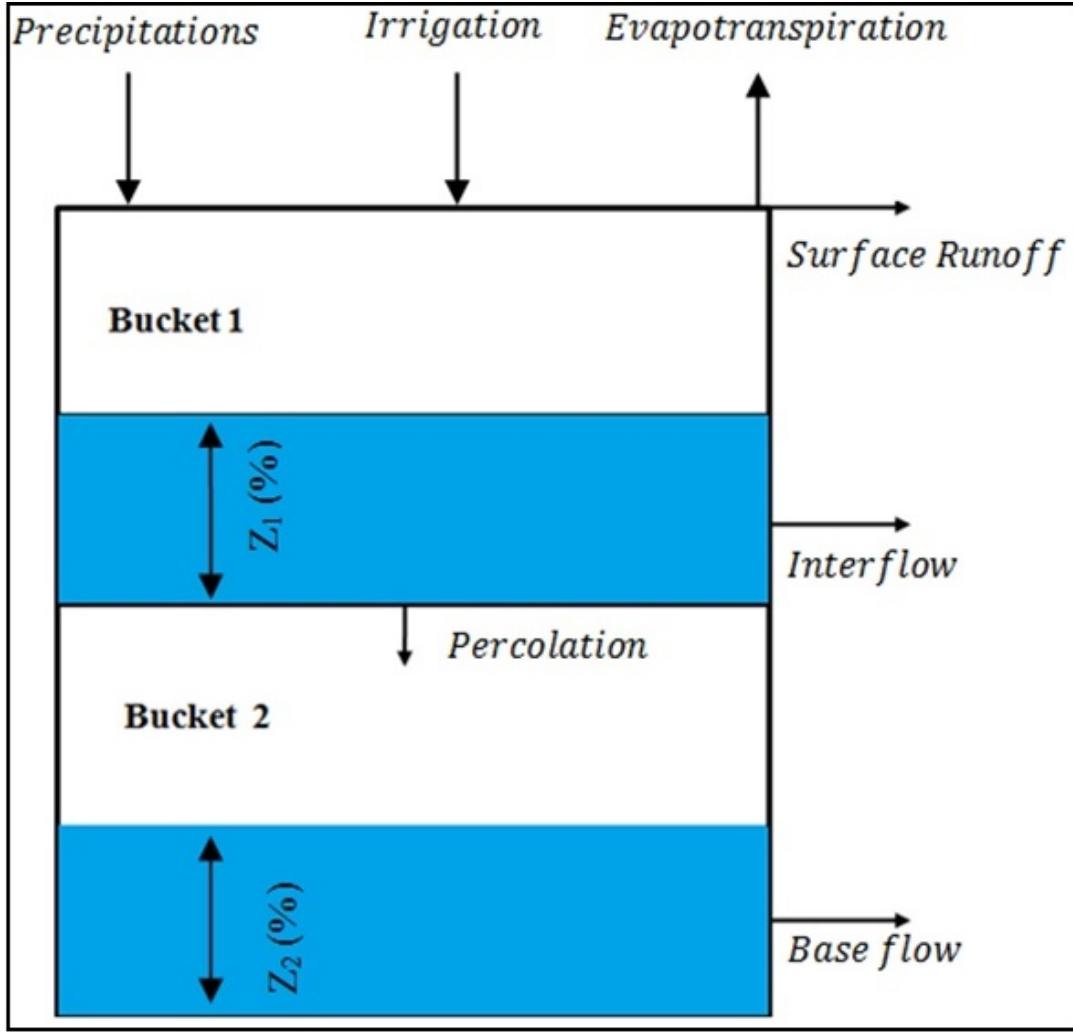 Precipitations
Irrigation
Evapotranspiration
Surface Runoff
Bucket 1
Z₁ (%)
Interflow
Percolation
Bucket 2
Z₂ (%)
Base flow